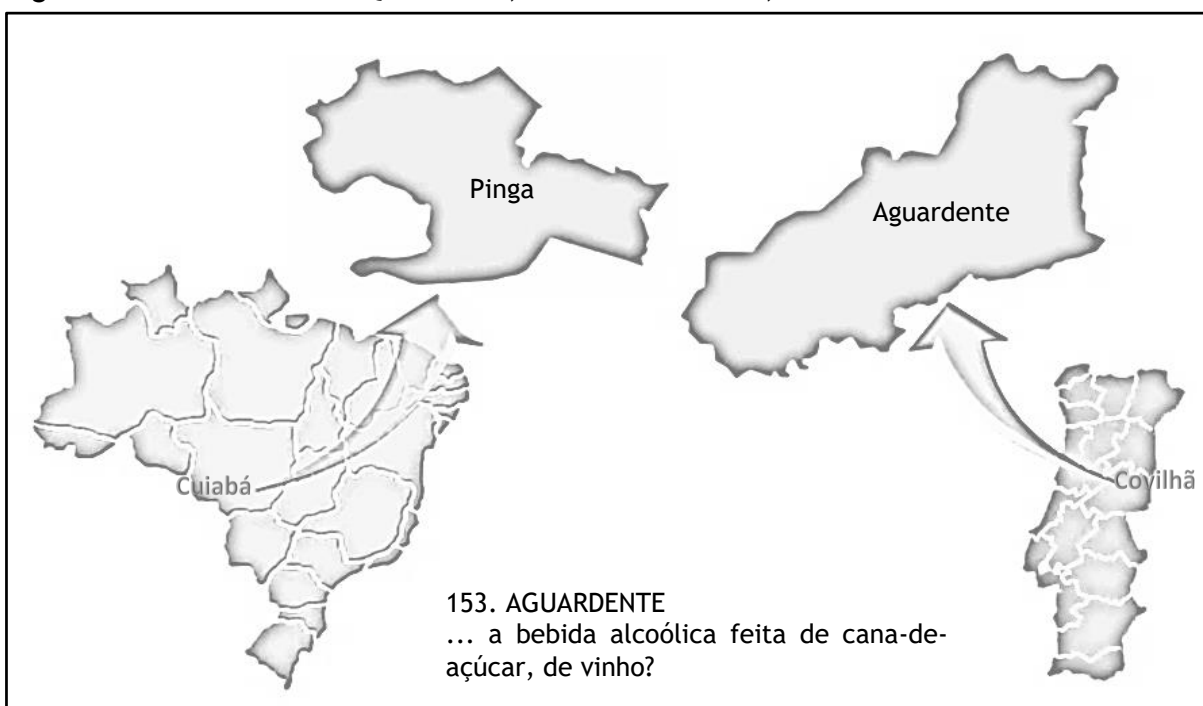 Pinga
Aguardente
Cuiabá
Covilhã
153. AGUARDENTE
... a bebida alcoólica feita de cana-de-
açúcar, de vinho?